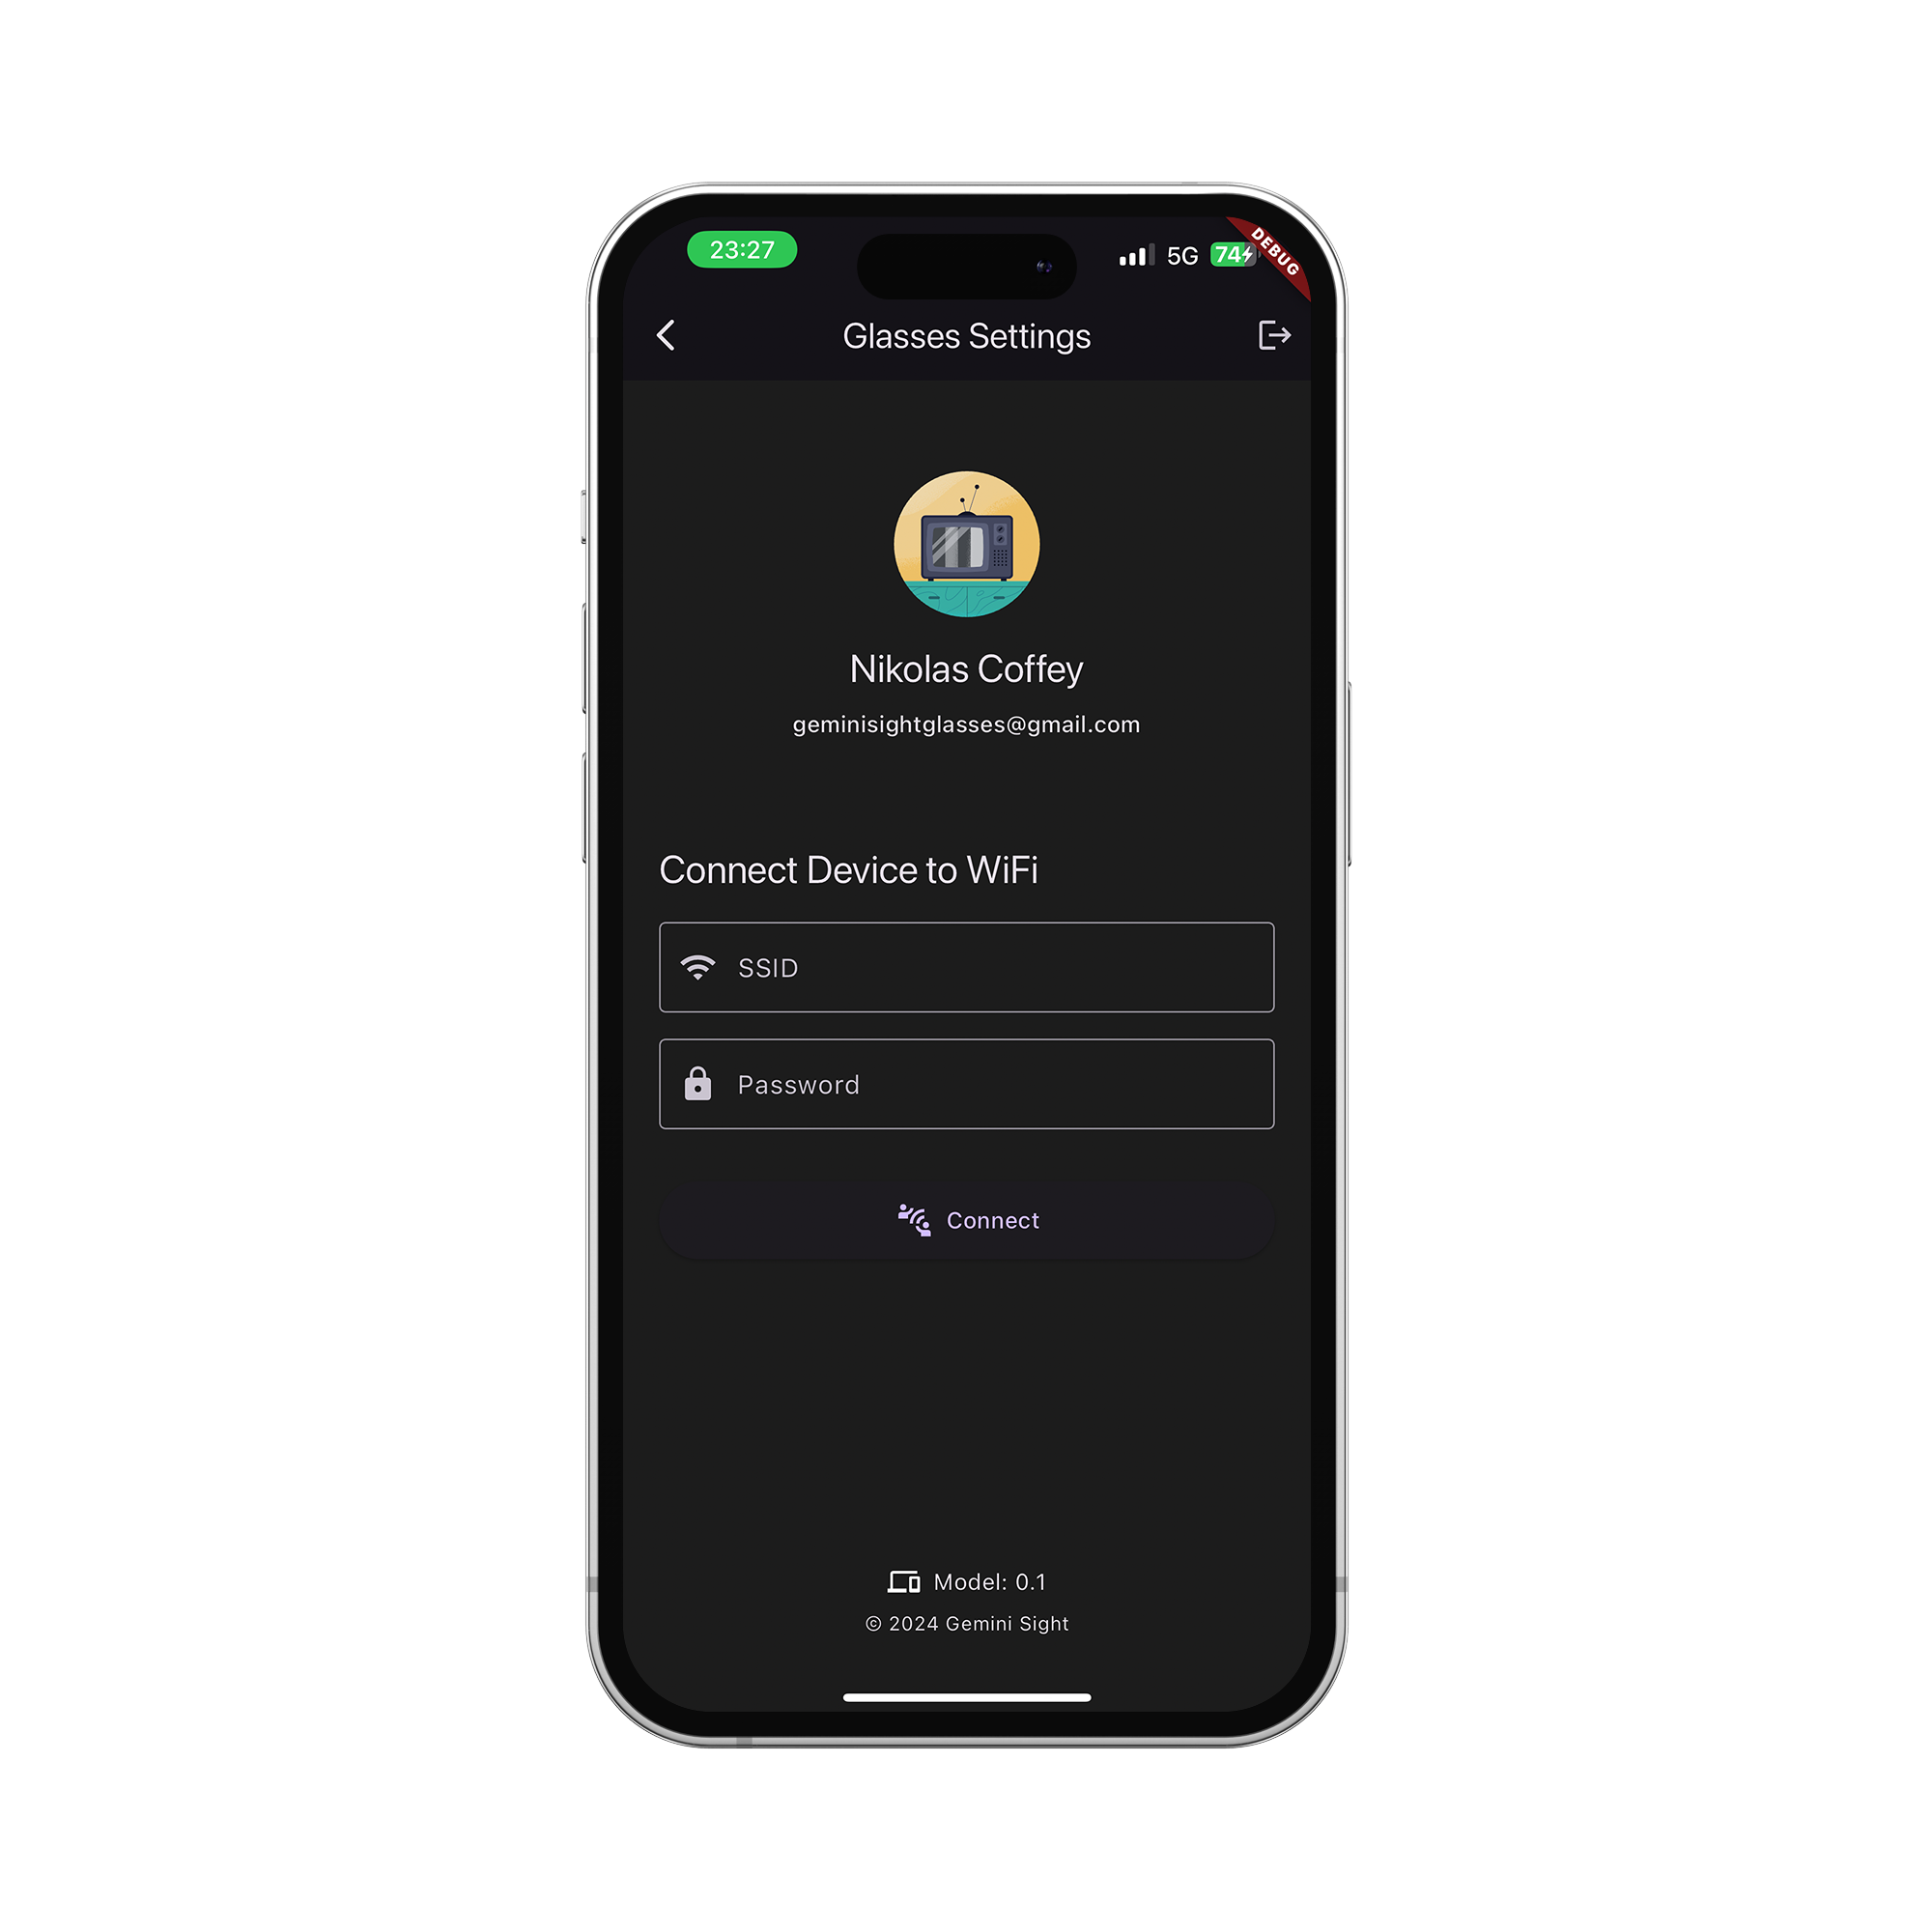 23:27
5G
74
DEBUG
Glasses Settings
Nikolas Coffey
geminisightglasses@gmail.com
Connect Device to WiFi
SSID
Password
Connect
Model: 0.1
© 2024 Gemini Sight